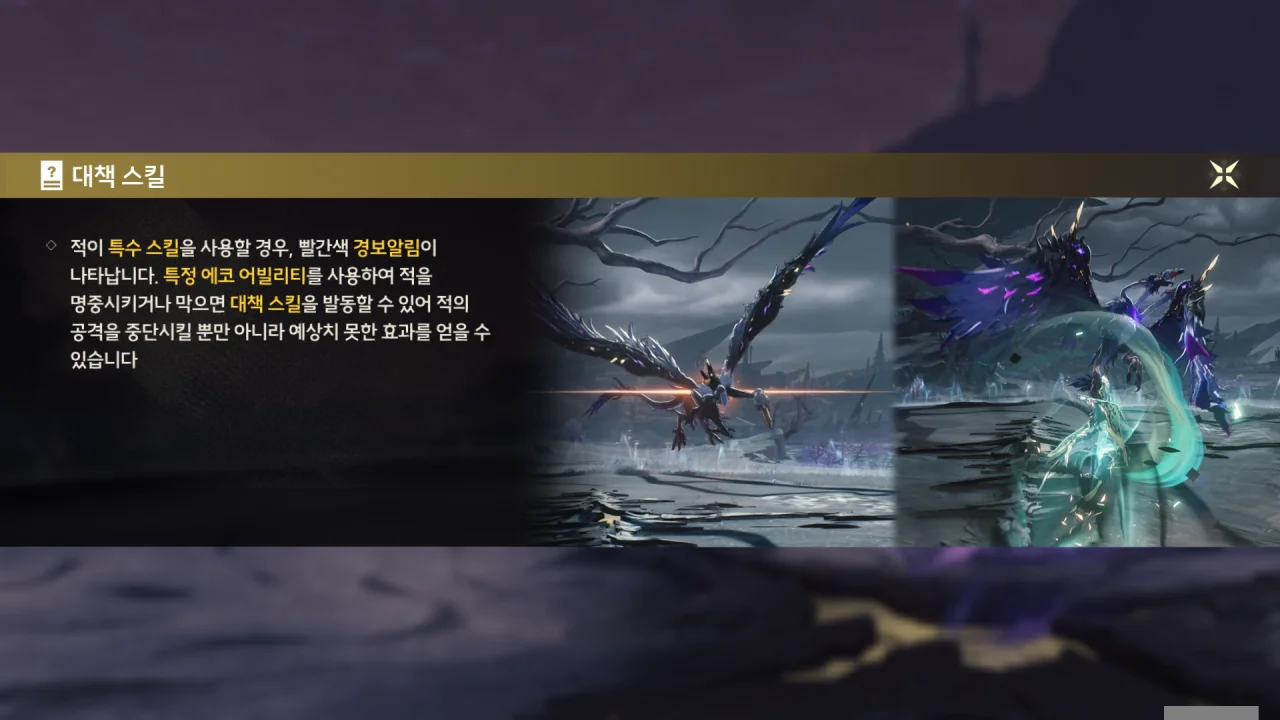 대책 스킬
적이 특수 스킬을 사용할 경우, 빨간색 경보알림이
나타납니다. 특정 에코 어빌리티를 사용하여 적을
명중시키거나 막으면 대책 스킬을 발동할 수 있어 적의
공격을 중단시킬 뿐만 아니라 예상치 못한 효과를 얻을 수
있습니다